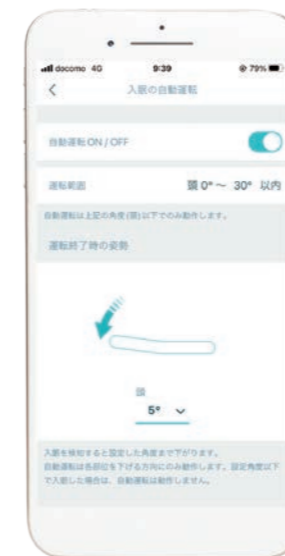 docomo 4G 9:39 @ 79%
入眠の自動運転
自動運転 ON / OFF
運転範囲 頭 0° ~ 30° 以内
自動運転は上記の角度(頭)以下でのみ動作します。
運転終了時の姿勢
頭
5°
入眠を検知すると設定した角度まで下がります。
自動運転は各部位を下げる方向にのみ動作します。設定角度以下
で入眠した場合は、自動運転は動作しません。